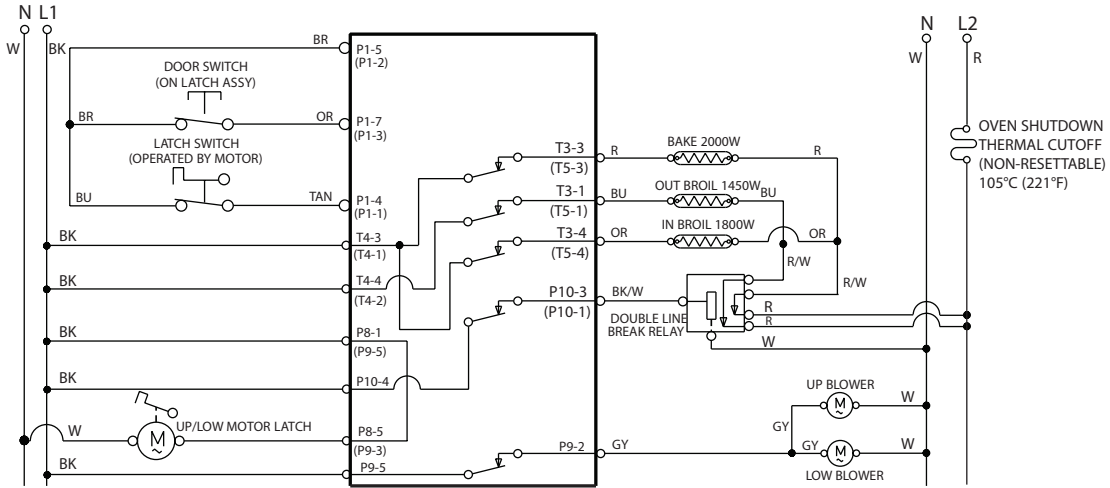 N L1
W
BK
BR
P1-5
(P1-2)
DOOR SWITCH
(ON LATCH ASSY)
BR
OR
P1-7
(P1-3)
LATCH SWITCH
(OPERATED BY MOTOR)
BU
TAN
P1-4
(P1-1)
BK
T4-3
(T4-1)
BK
T4-4
(T4-2)
BK
P8-1
(P9-5)
BK
P10-4
UP/LOW MOTOR LATCH
W
M
P8-5
(P9-3)
BK
P9-5
T3-3
(T5-3)
R
BAKE 2000W
R
T3-1
(T5-1)
BU
OUT BROIL 1450W
BU
T3-4
(T5-4)
OR
IN BROIL 1800W
OR
R/W
R/W
P10-3
(P10-1)
BK/W
DOUBLE LINE
BREAK RELAY
R
R
W
UP BLOWER
M
W
GY
P9-2
GY
GY
M
W
LOW BLOWER
N
L2
W
R
OVEN SHUTDOWN
THERMAL CUTOFF
(NON-RESETTABLE)
105°C (221°F)